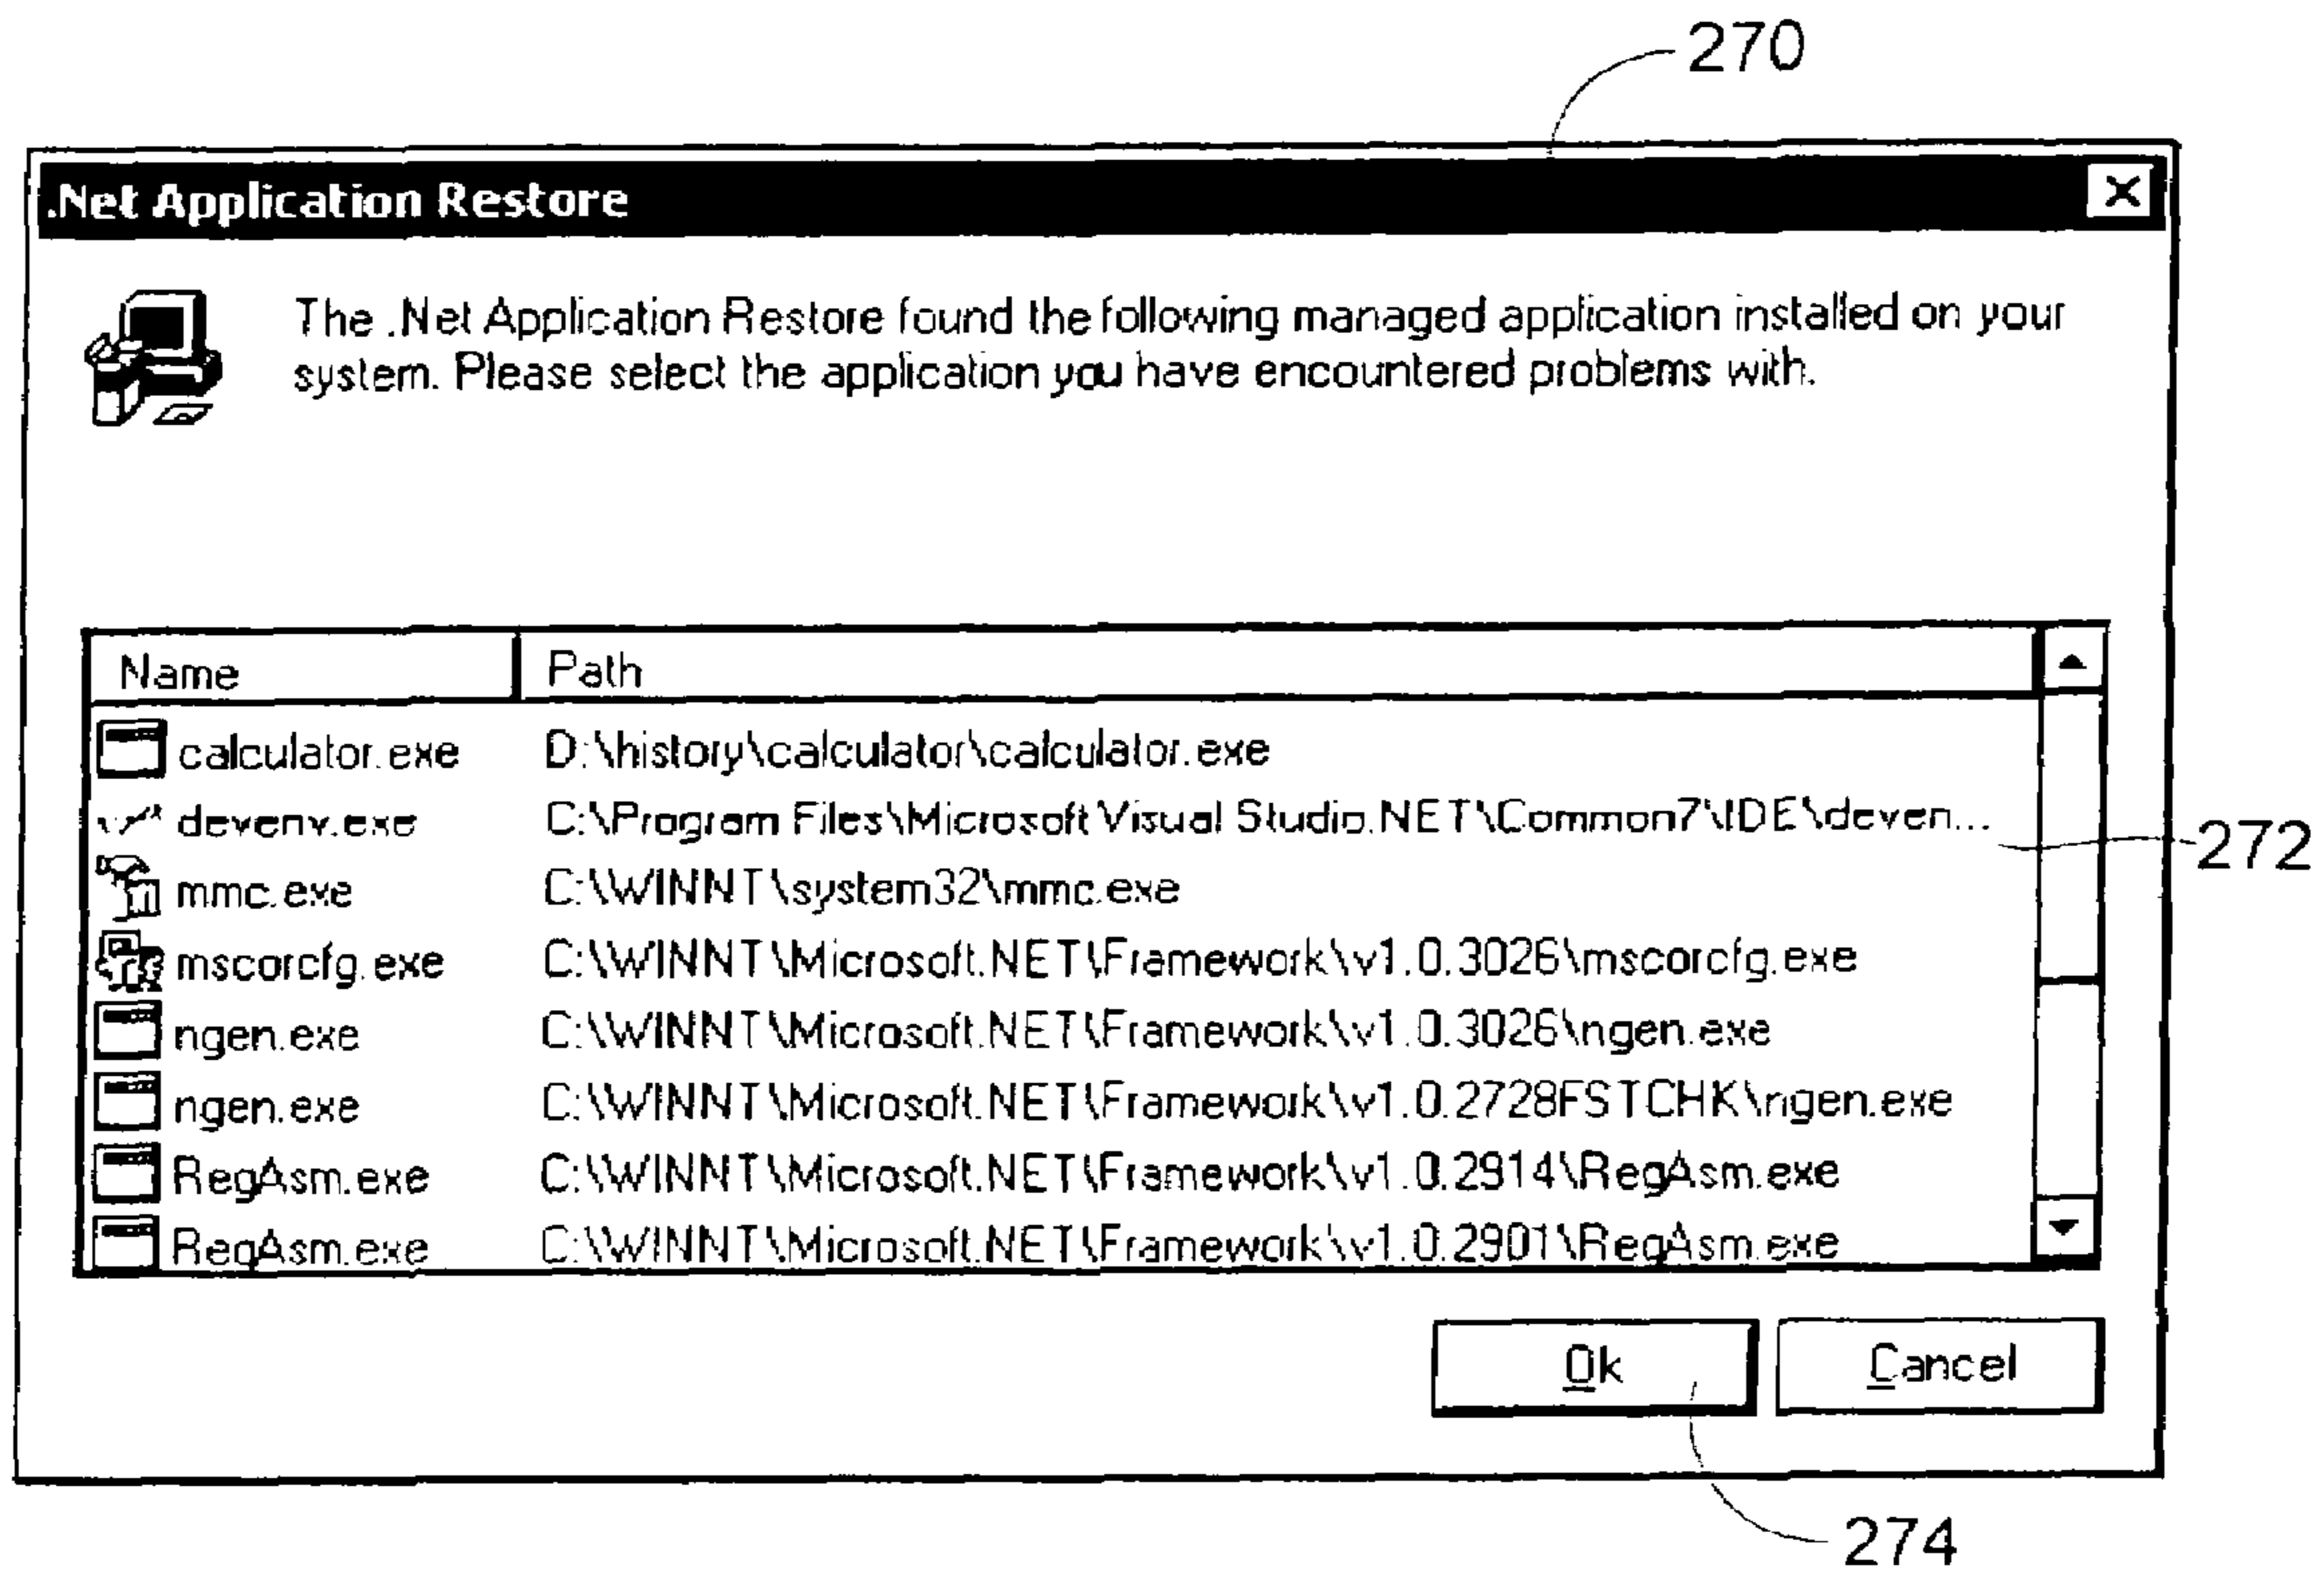 270
.Net Application Restore
The .Net Application Restore found the following managed application installed on your
system. Please select the application you have encountered problems with.
Name Path
calculator.exe D:\history\calculator\calculator.exe
devenv.exe C:\Program Files\Microsoft Visual Studio.NET\Common7\IDE\deven...
272
mmc.exe C:\WINNT\system32\mmc.exe
mscorcfg.exe C:\WINNT\Microsoft.NET\Framework\v1.0.3026\mscorcfg.exe
ngen.exe C:\WINNT\Microsoft.NET\Framework\v1.0.3026\ngen.exe
ngen.exe C:\WINNT\Microsoft.NET\Framework\v1.0.2728FSTCHK\ngen.exe
RegAsm.exe C:\WINNT\Microsoft.NET\Framework\v1.0.2914\RegAsm.exe
RegAsm.exe C:\WINNT\Microsoft.NET\Framework\v1.0.2901\RegAsm.exe
Ok Cancel
274